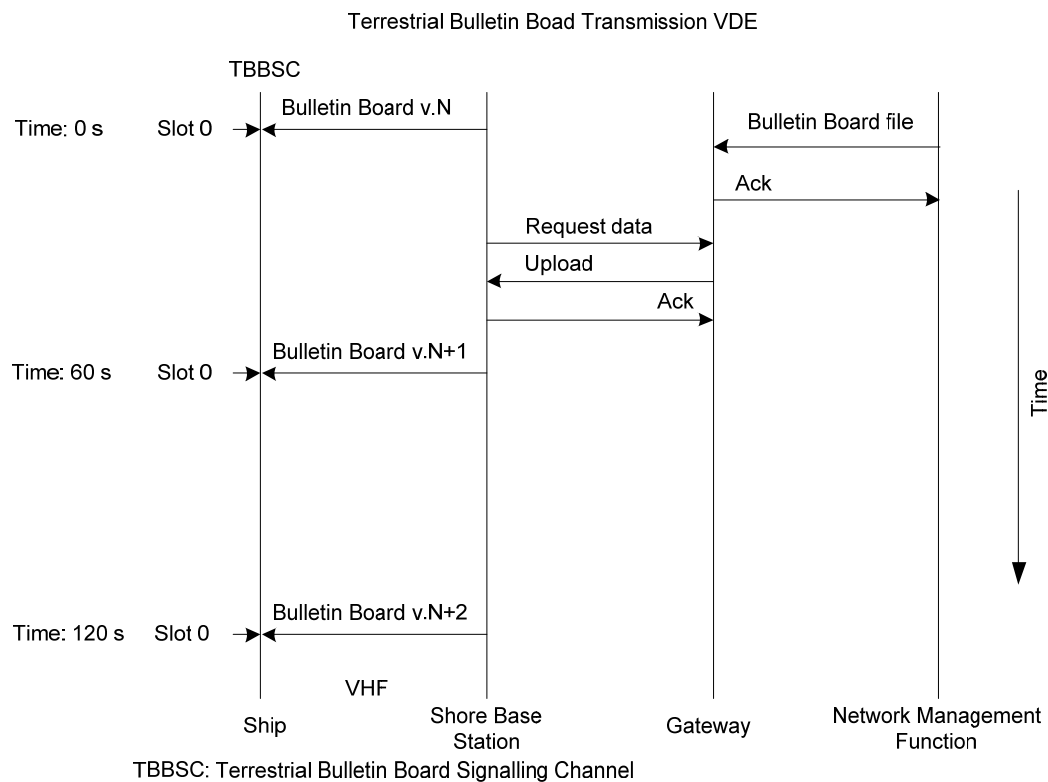 Terrestrial Bulletin Boad Transmission VDE
TBBSC
Time: 0 s
Slot 0
Bulletin Board v.N
Bulletin Board file
Ack
Request data
Upload
Ack
Time: 60 s
Slot 0
Bulletin Board v.N+1
Time
Time: 120 s
Slot 0
Bulletin Board v.N+2
VHF
Ship
Shore Base
Station
Gateway
Network Management
Function
TBBSC: Terrestrial Bulletin Board Signalling Channel